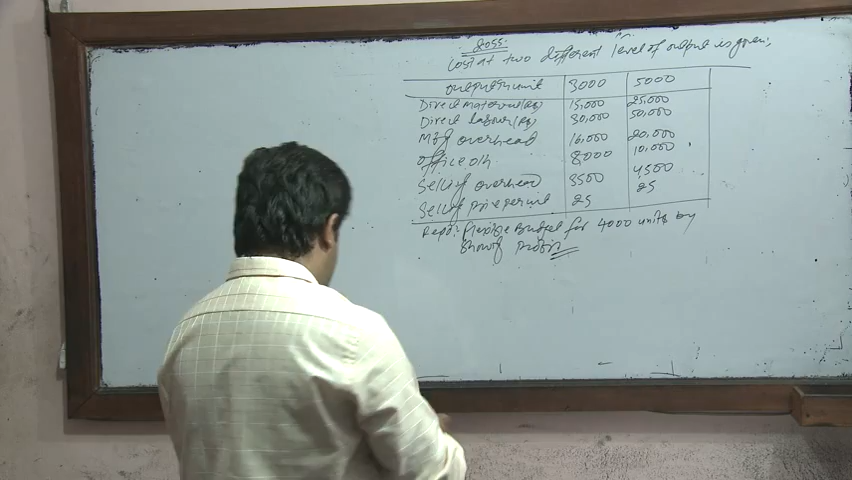 8055
Cost at two different level of output is given;
output in unit 3000 5000
Direct material (Rs) 15,000 25,000
Direct labour (Rs) 30,000 50,000
Mfg overhead 16,000 20,000
office o/h 8000 10,000
Selling overhead 3500 4500
Selling price per unit 25 25
Reqd: flexible Budget for 4000 units by
showing profit